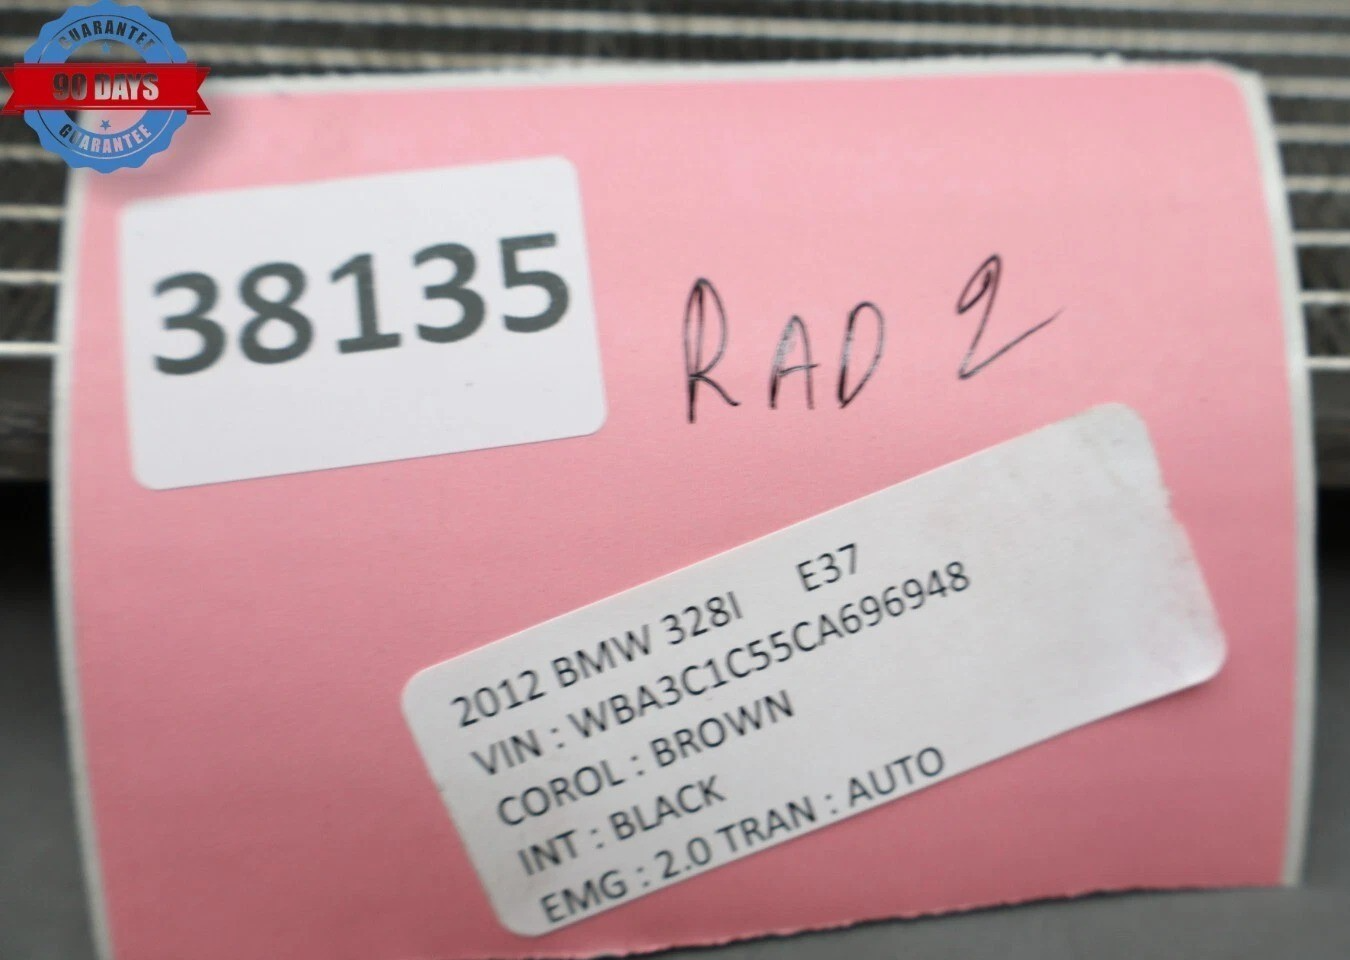 GUARANTEE
90 DAYS
GUARANTEE
38135
RAD 2
2012 BMW 328I E37
VIN : WBA3C1C55CA696948
COROL : BROWN
INT : BLACK
EMG : 2.0 TRAN : AUTO